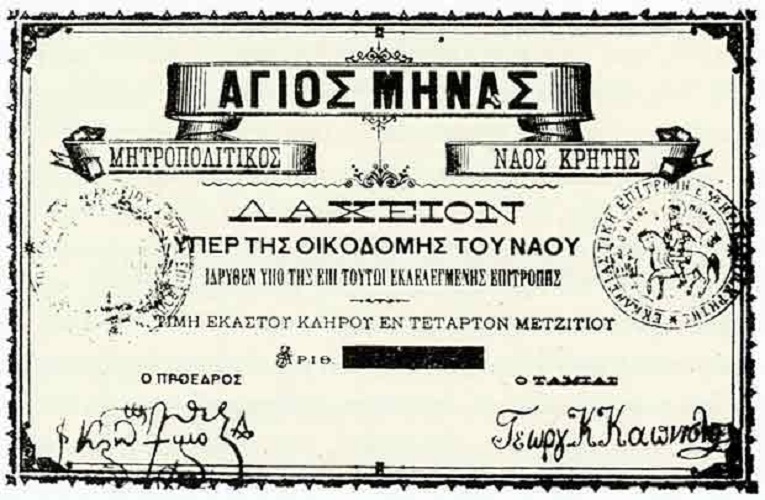 ΑΓΙΟΣ ΜΗΝΑΣ
ΜΗΤΡΟΠΟΛΙΤΙΚΟΣ ΝΑΟΣ ΚΡΗΤΗΣ
ΛΑΧΕΙΟΝ
ΥΠΕΡ ΤΗΣ ΟΙΚΟΔΟΜΗΣ ΤΟΥ ΝΑΟΥ
ΙΔΡΥΘΕΝ ΥΠΟ ΤΗΣ ΕΠΙ ΤΟΥΤΩΙ ΕΚΛΕΛΕΓΜΕΝΗΣ ΕΠΙΤΡΟΠΗΣ
ΤΙΜΗ ΕΚΑΣΤΟΥ ΚΛΗΡΟΥ ΕΝ ΤΕΤΑΡΤΟΝ ΜΕΤΖΙΤΙΟΥ
ΑΡΙΘ.
Ο ΠΡΟΕΔΡΟΣ Ο ΤΑΜΙΑΣ
Γεωργ. Κ